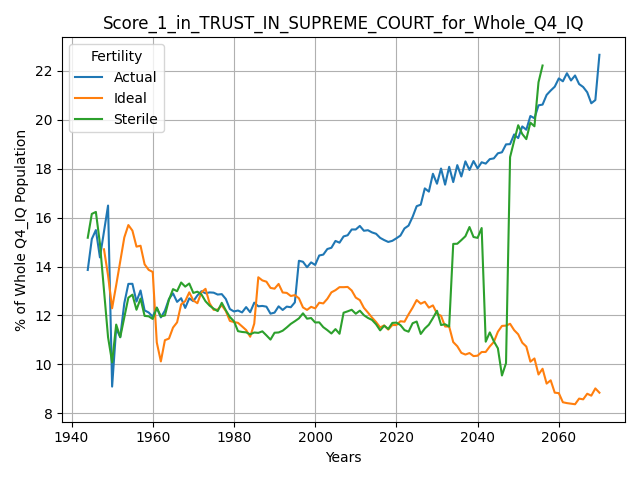 Score_1_in_TRUST_IN_SUPREME_COURT_for_Whole_Q4_IQ
Fertility
Actual
Ideal
Sterile
% of Whole Q4_IQ Population
22
20
18
16
14
12
10
8
1940 1960 1980 2000 2020 2040 2060
Years